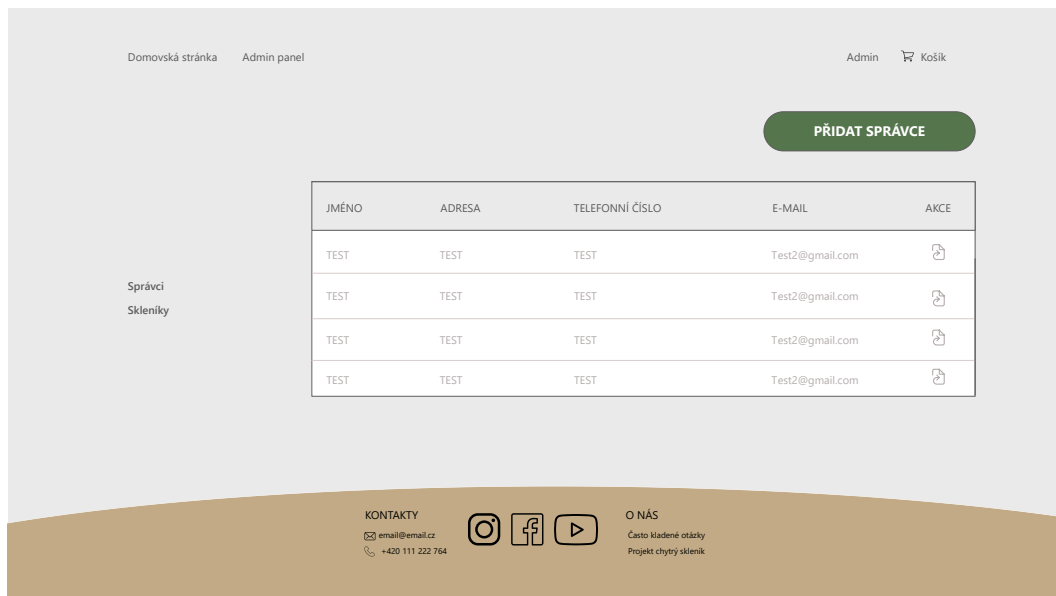 Domovská stránka Admin panel Admin Košík
PŘIDAT SPRÁVCE
JMÉNO ADRESA TELEFONNÍ ČÍSLO E-MAIL AKCE
TEST TEST TEST Test2@gmail.com
Správci
TEST TEST TEST Test2@gmail.com
Skleníky
TEST TEST TEST Test2@gmail.com
TEST TEST TEST Test2@gmail.com
KONTAKTY
email@email.cz
+420 111 222 764
O NÁS
Často kladené otázky
Projekt chytrý skleník